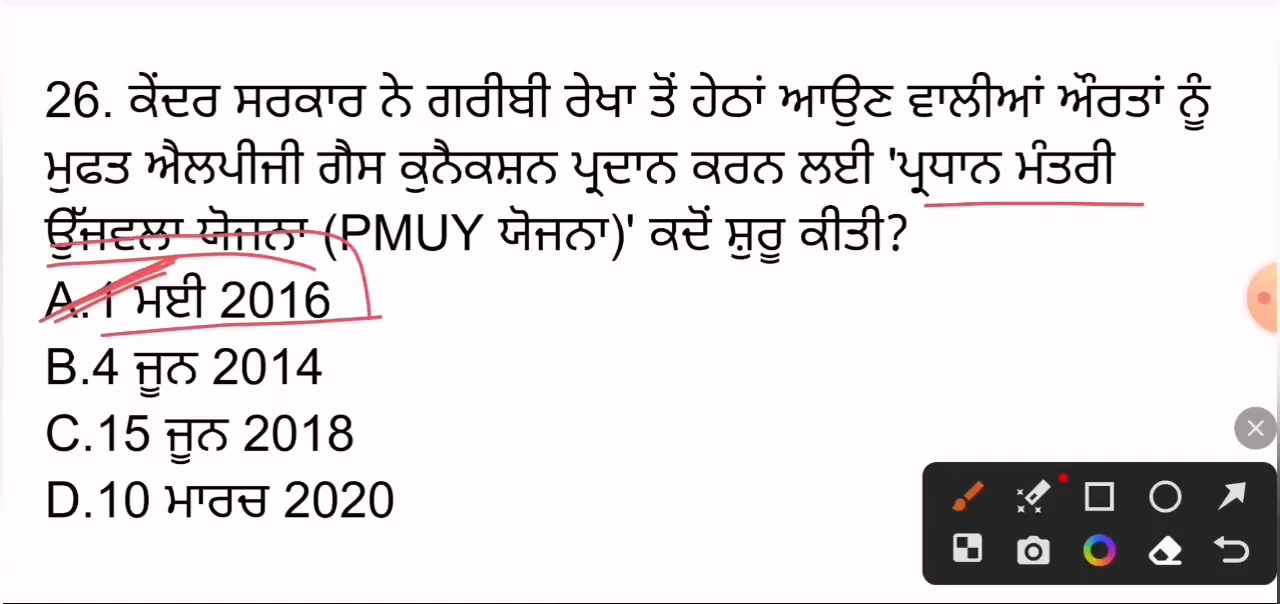 26. ਕੇਂਦਰ ਸਰਕਾਰ ਨੇ ਗਰੀਬੀ ਰੇਖਾ ਤੋਂ ਹੇਠਾਂ ਆਉਣ ਵਾਲੀਆਂ ਔਰਤਾਂ ਨੂੰ
ਮੁਫਤ ਐਲਪੀਜੀ ਗੈਸ ਕੁਨੈਕਸ਼ਨ ਪ੍ਰਦਾਨ ਕਰਨ ਲਈ 'ਪ੍ਰਧਾਨ ਮੰਤਰੀ
ਉੱਜਵਲਾ ਯੋਜਨਾ (PMUY ਯੋਜਨਾ)' ਕਦੋਂ ਸ਼ੁਰੂ ਕੀਤੀ?
A.1 ਮਈ 2016
B.4 ਜੂਨ 2014
C.15 ਜੂਨ 2018
D.10 ਮਾਰਚ 2020